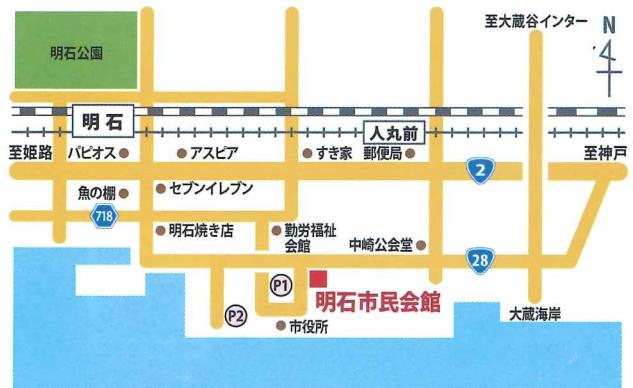 至大蔵谷インター
N
明石公園
明石
人丸前
至姫路
パピオス
アスピア
すき家
郵便局
至神戸
2
魚の棚
セブンイレブン
718
明石焼き店
勤労福祉
会館
中崎公会堂
28
P1
明石市民会館
P2
市役所
大蔵海岸